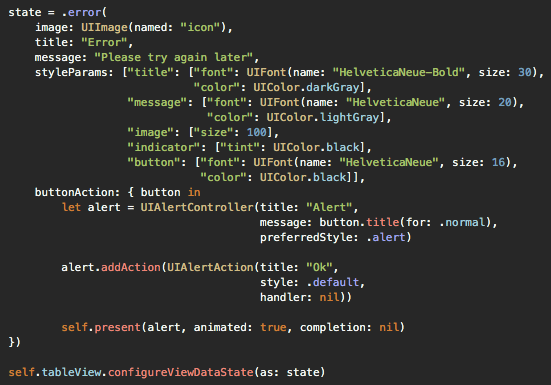 state = .error(
    image: UIImage(named: "icon"),
    title: "Error",
    message: "Please try again later",
    styleParams: ["title": ["font": UIFont(name: "HelveticaNeue-Bold", size: 30),
                            "color": UIColor.darkGray],
                  "message": ["font": UIFont(name: "HelveticaNeue", size: 20),
                              "color": UIColor.lightGray],
                  "image": ["size": 100],
                  "indicator": ["tint": UIColor.black],
                  "button": ["font": UIFont(name: "HelveticaNeue", size: 16),
                             "color": UIColor.black]],
    buttonAction: { button in
        let alert = UIAlertController(title: "Alert",
                                      message: button.title(for: .normal),
                                      preferredStyle: .alert)

        alert.addAction(UIAlertAction(title: "Ok",
                                      style: .default,
                                      handler: nil))

        self.present(alert, animated: true, completion: nil)
})

self.tableView.configureViewDataState(as: state)